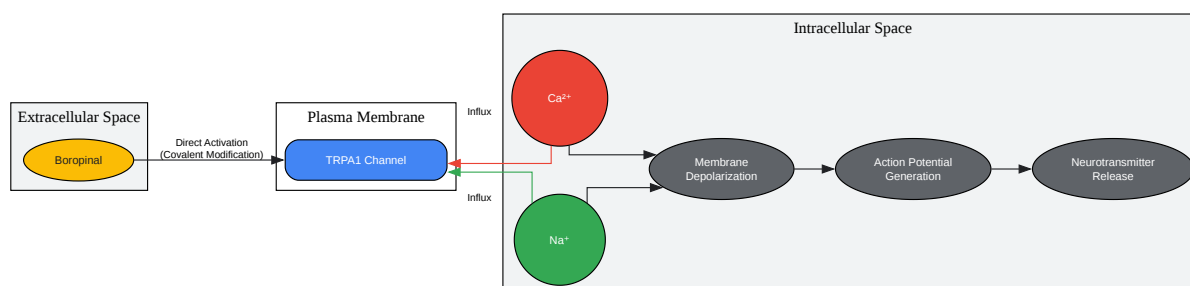 Intracellular Space
Extracellular Space
Boropinal
Direct Activation
(Covalent Modification)
Plasma Membrane
TRPA1 Channel
Influx
Influx
Ca²⁺
Na⁺
Membrane
Depolarization
Action Potential
Generation
Neurotransmitter
Release